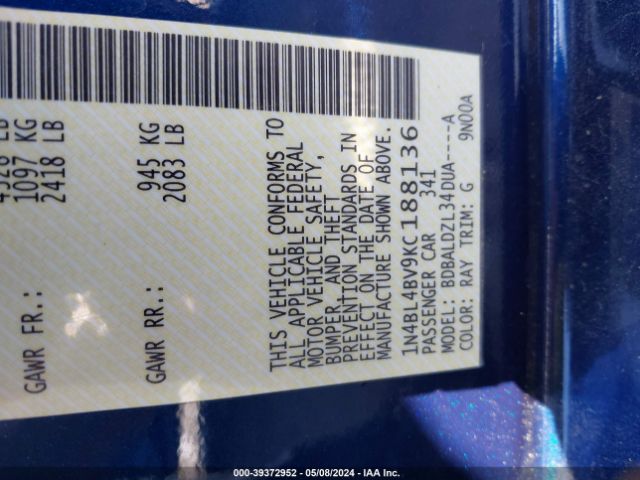 1097 KG
GAWR FR.: 2418 LB
945 KG
GAWR RR.: 2083 LB
THIS VEHICLE CONFORMS TO
ALL APPLICABLE FEDERAL
MOTOR VEHICLE SAFETY,
BUMPER, AND THEFT
PREVENTION STANDARDS IN
EFFECT ON THE DATE OF
MANUFACTURE SHOWN ABOVE.
1N4BL4BV9KC188136
PASSENGER CAR 341
MODEL: BDBALDZL34DUA----A
COLOR: RAY TRIM: G 9N00A
000-39372952 - 05/08/2024 - IAA Inc.